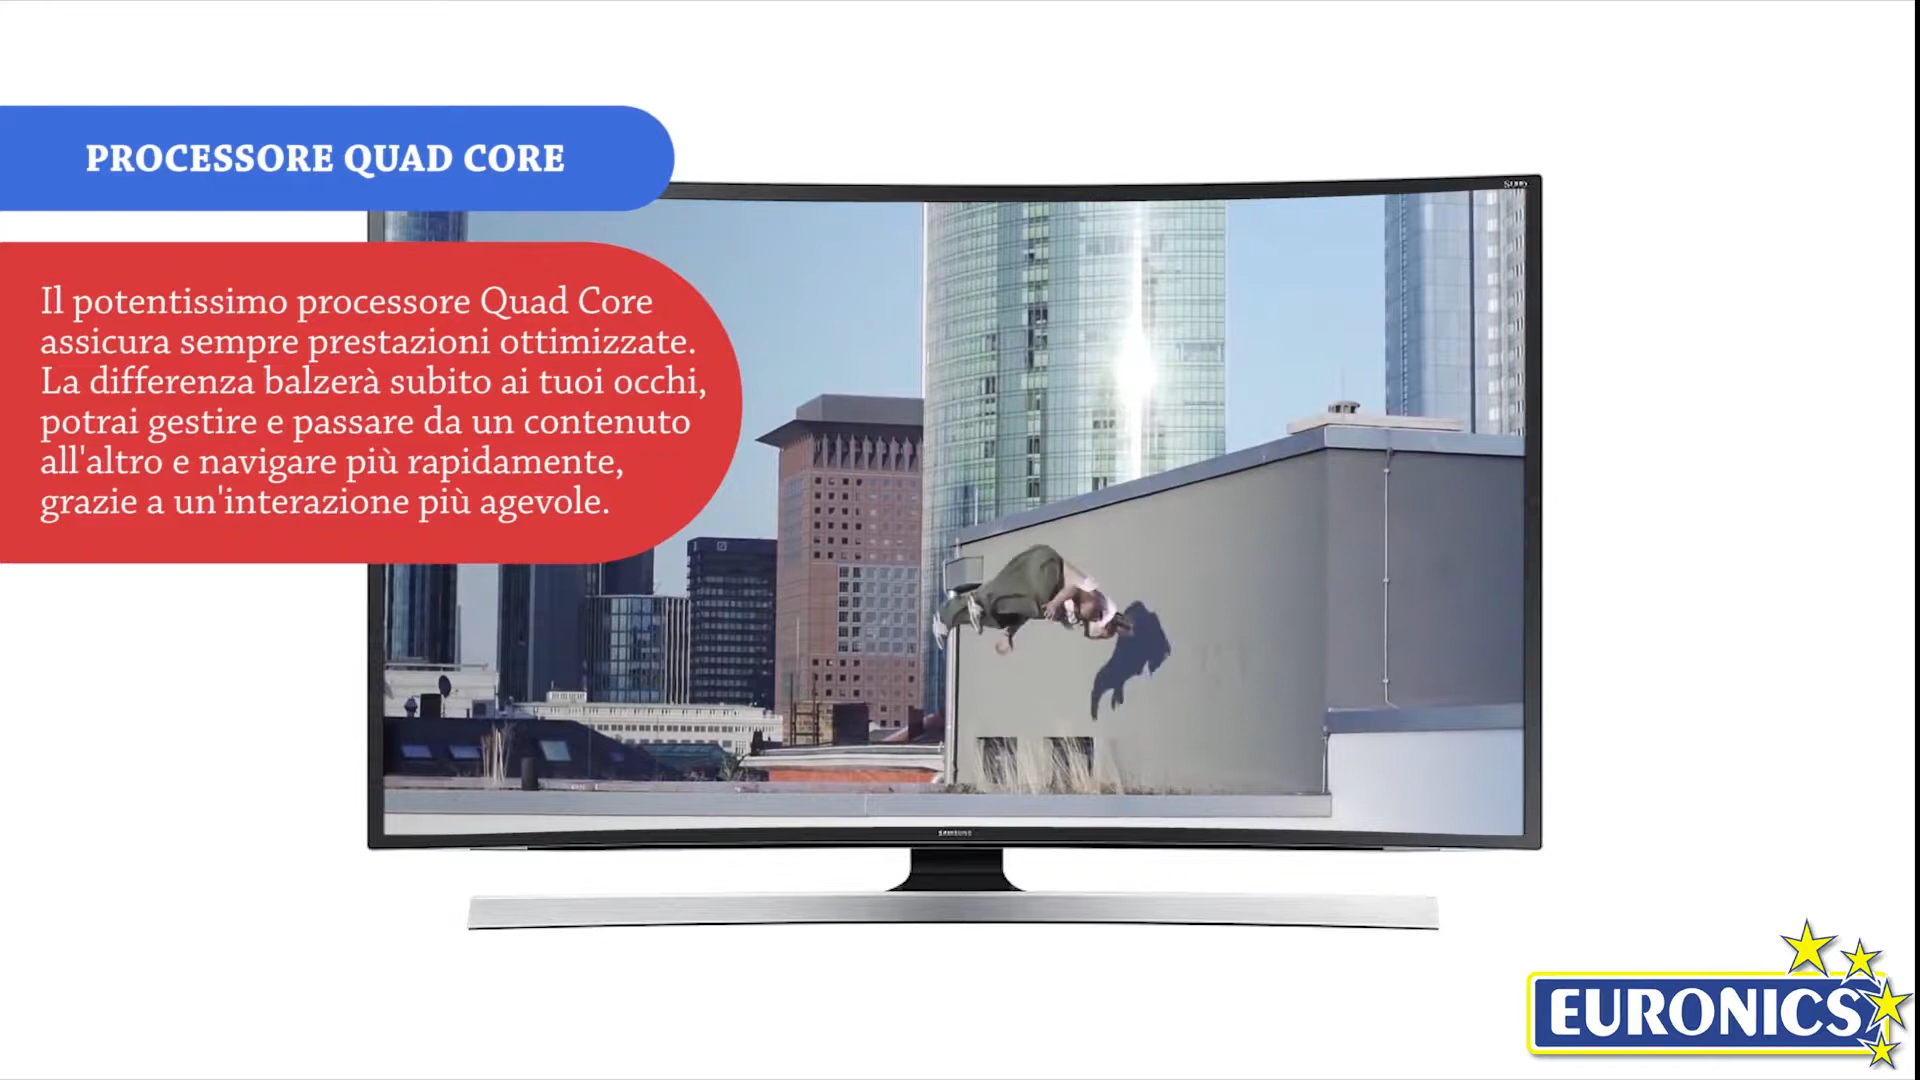 PROCESSORE QUAD CORE
Il potentissimo processore Quad Core
assicura sempre prestazioni ottimizzate.
La differenza balzerà subito ai tuoi occhi,
potrai gestire e passare da un contenuto
all'altro e navigare più rapidamente,
grazie a un'interazione più agevole.
SAMSUNG
EURONICS